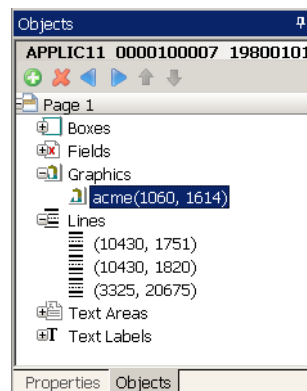 Objects
APPLIC11 0000100007 19800101
Page 1
Boxes
Fields
Graphics
acme(1060, 1614)
Lines
(10430, 1751)
(10430, 1820)
(3325, 20675)
Text Areas
T Text Labels
Properties Objects